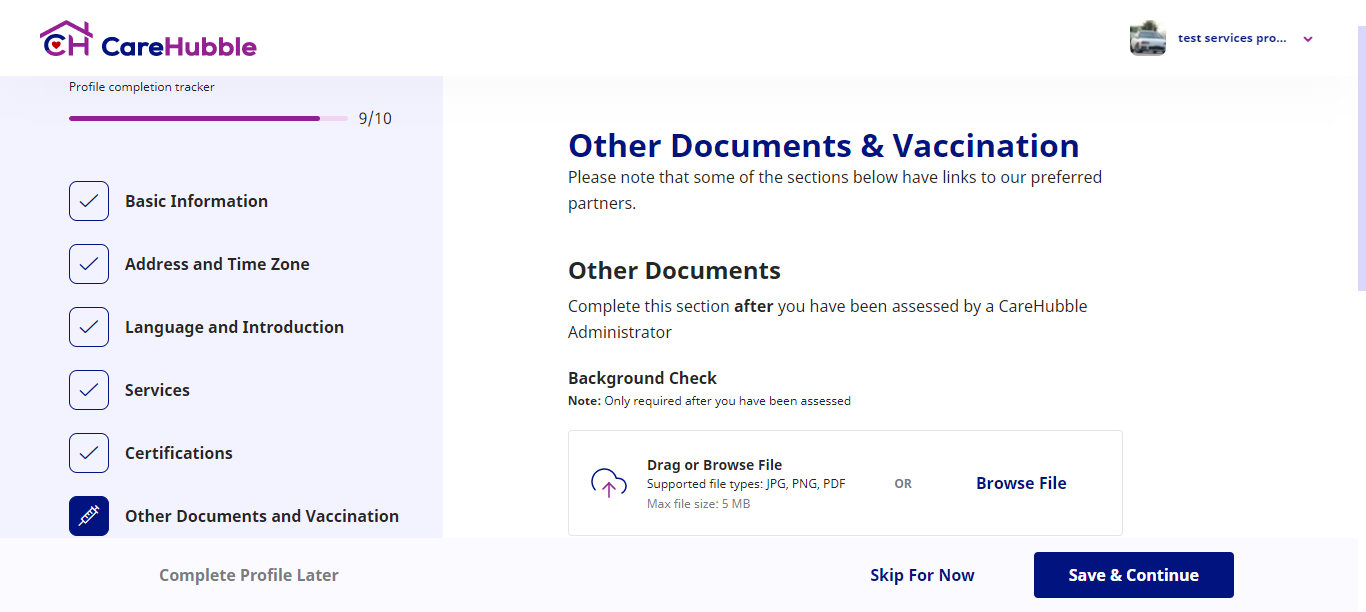 CH CareHubble
test services pro...
Profile completion tracker
9/10
Basic Information
Address and Time Zone
Language and Introduction
Services
Certifications
Other Documents and Vaccination
Other Documents & Vaccination
Please note that some of the sections below have links to our preferred
partners.
Other Documents
Complete this section after you have been assessed by a CareHubble
Administrator
Background Check
Note: Only required after you have been assessed
Drag or Browse File
Supported file types: JPG, PNG, PDF
Max file size: 5 MB
OR
Browse File
Complete Profile Later
Skip For Now
Save & Continue